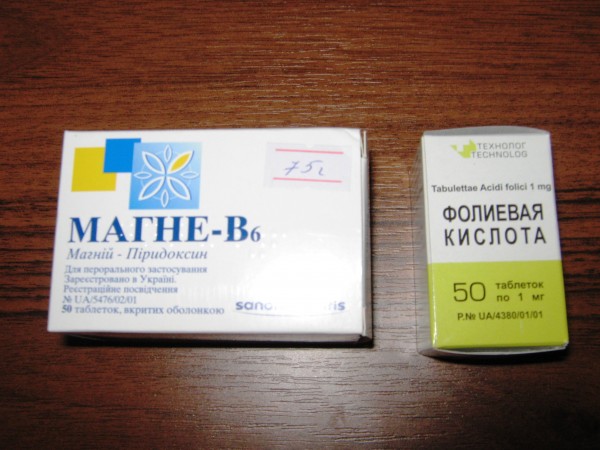 75г
МАГНЕ-B6
Магній - Піридоксин
Для перорального застосування
Зареєстровано в Україні.
Реєстраційне посвідчення
№ UA/5476/02/01
50 таблеток, вкритих оболонкою
ТЕХНОЛОГ
TECHNOLOG
Tabulettae Acidi folici 1 mg
ФОЛИЕВАЯ
КИСЛОТА
50 таблеток
по 1 мг
Р.№ UA/4380/01/01